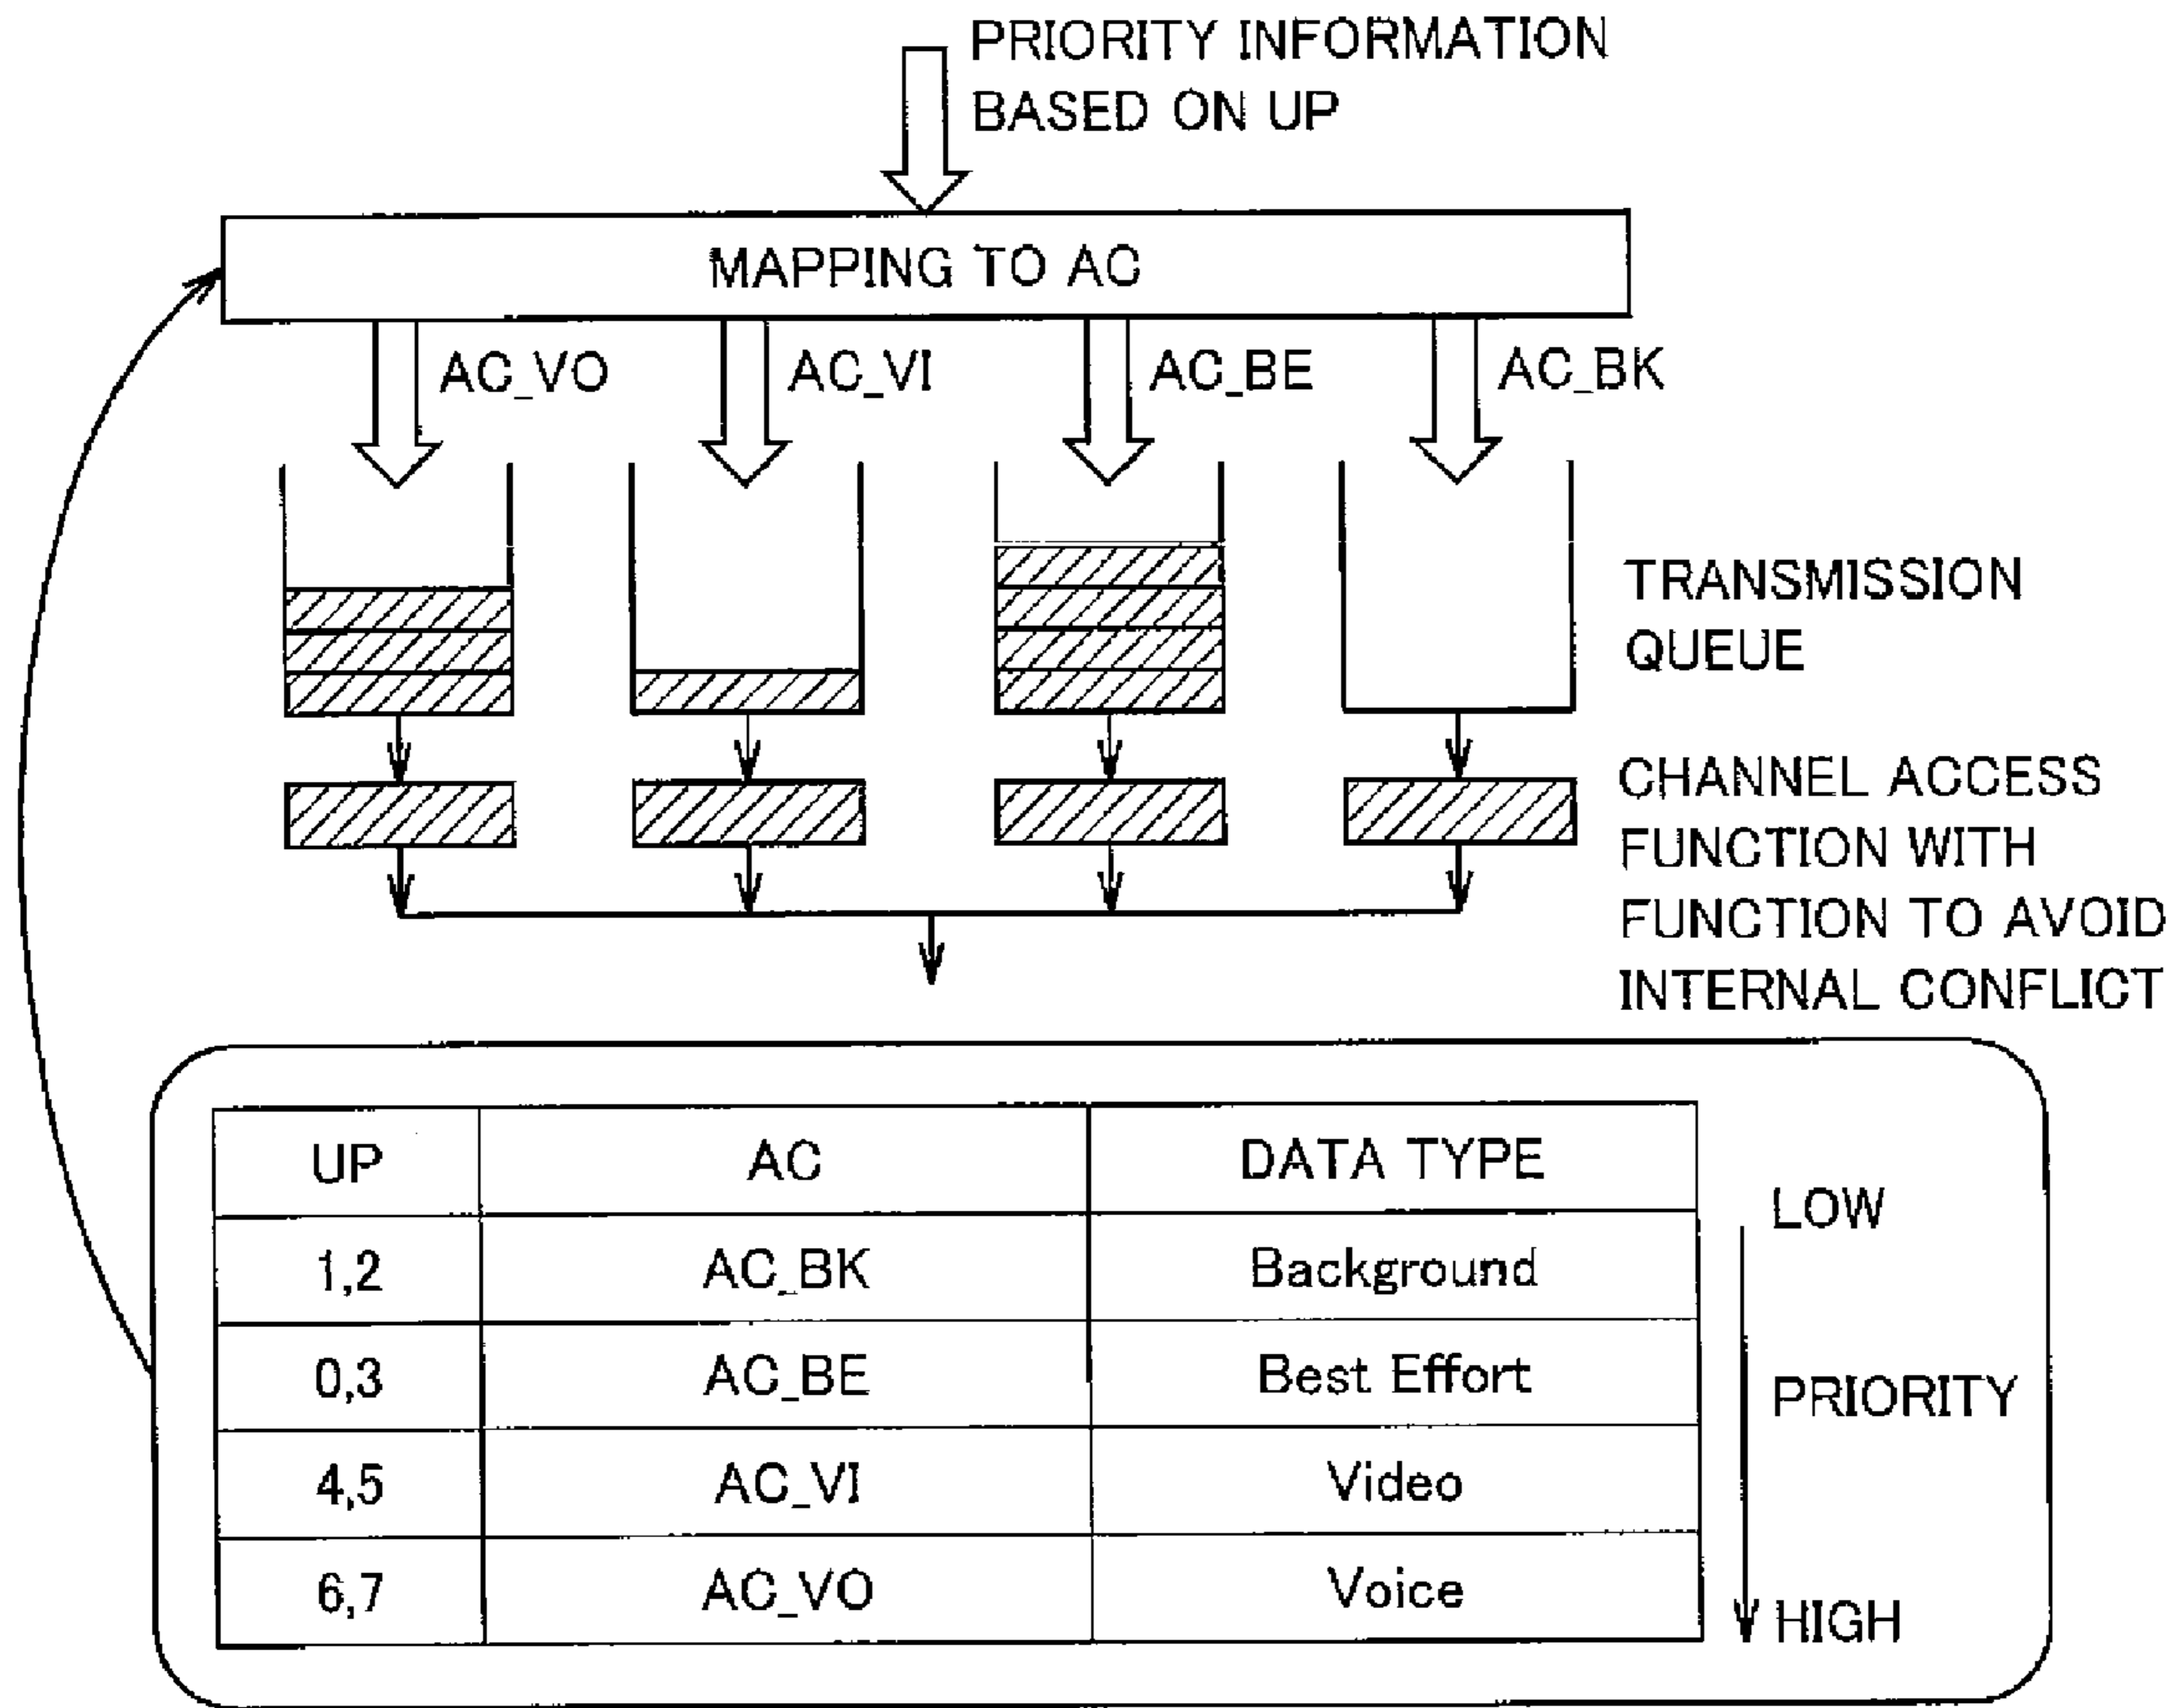 PRIORITY INFORMATION
BASED ON UP
MAPPING TO AC
AC_VO
AC_VI
AC_BE
AC_BK
TRANSMISSION
QUEUE
CHANNEL ACCESS
FUNCTION WITH
FUNCTION TO AVOID
INTERNAL CONFLICT
UP AC DATA TYPE
LOW
1,2 AC_BK Background
0,3 AC_BE Best Effort
PRIORITY
4,5 AC_VI Video
6,7 AC_VO Voice
HIGH